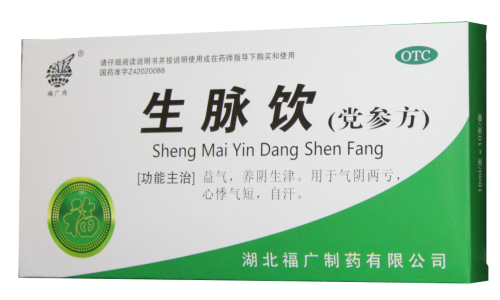 请仔细阅读说明书并按说明使用或在药师指导下购买和使用
国药准字Z42020088
OTC
福广牌
生脉饮(党参方)
Sheng Mai Yin Dang Shen Fang
[功能主治] 益气，养阴生津。用于气阴两亏，
心悸气短，自汗。
福
湖北福广制药有限公司